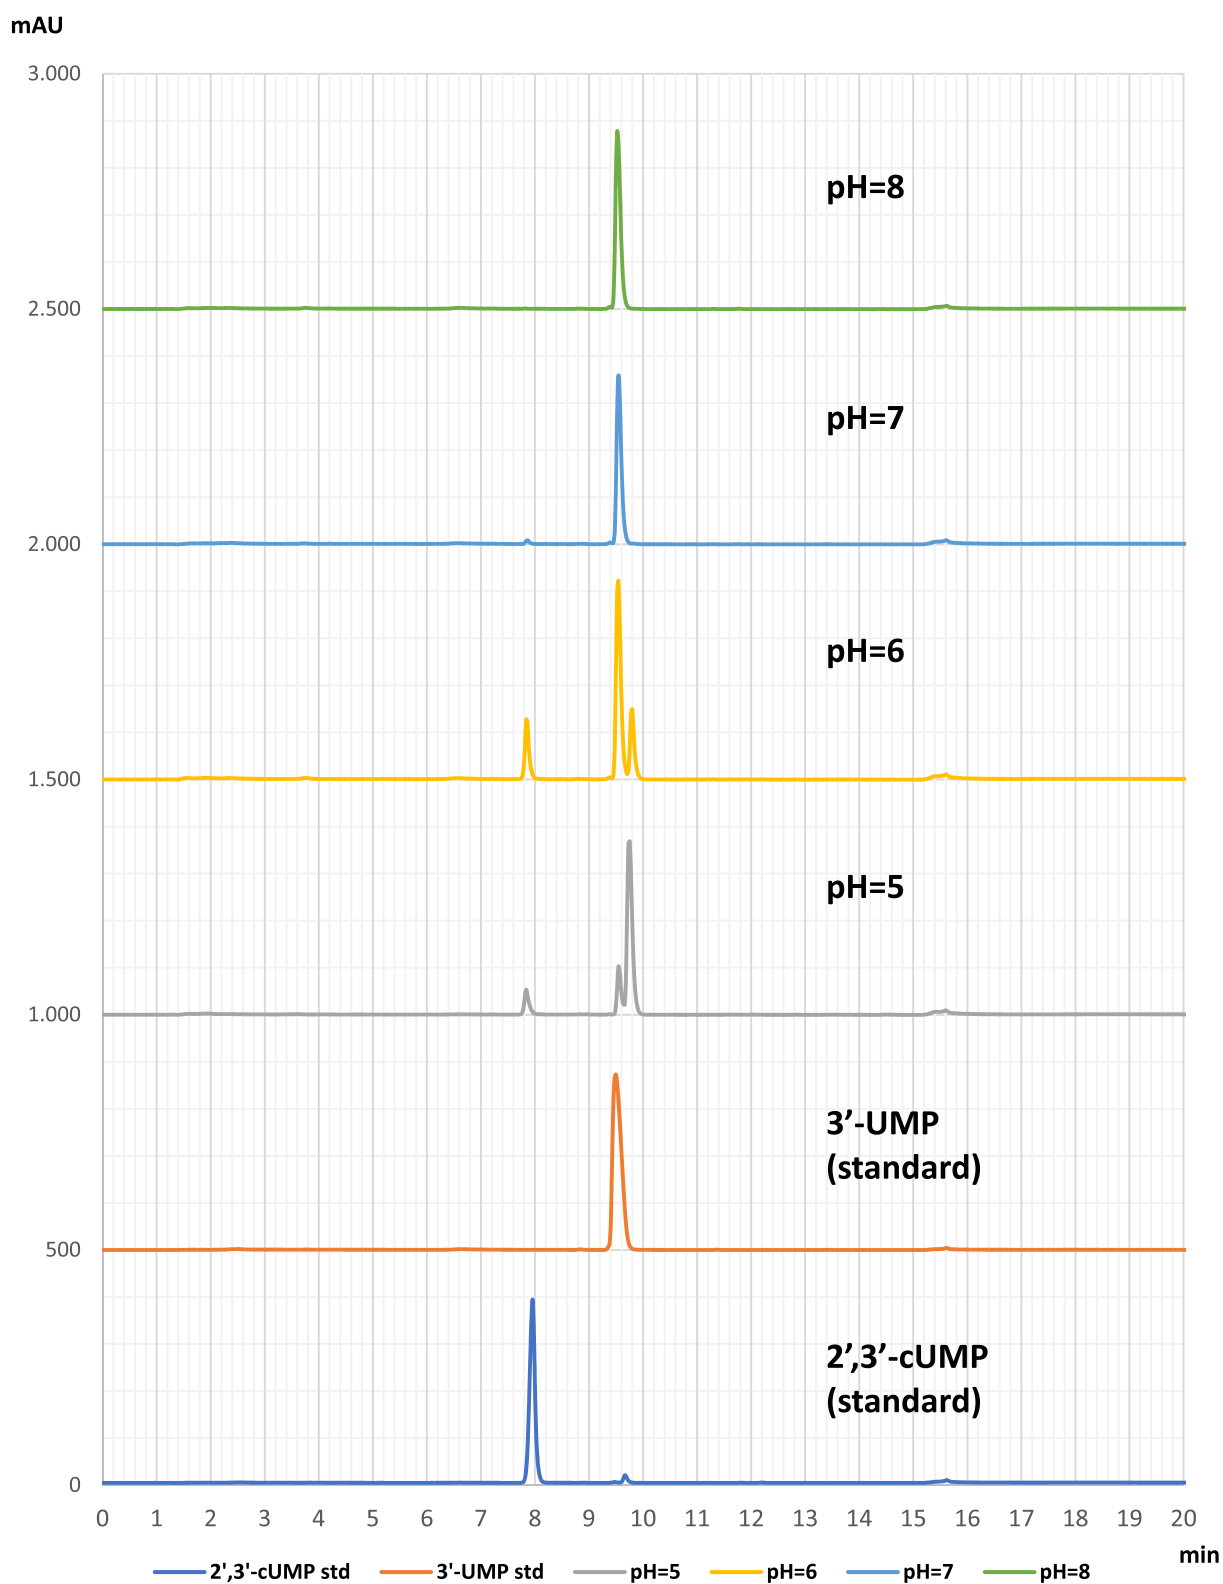 mAU
3.000
pH=8
2.500
pH=7
2.000
pH=6
1.500
pH=5
1.000
3’-UMP
(standard)
500
2’,3’-cUMP
(standard)
0
0 1 2 3 4 5 6 7 8 9 10 11 12 13 14 15 16 17 18 19 20
min
2',3'-cUMP std 3'-UMP std pH=5 pH=6 pH=7 pH=8